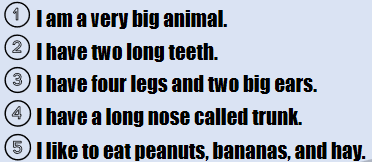 ① I am a very big animal.
② I have two long teeth.
③ I have four legs and two big ears.
④ I have a long nose called trunk.
⑤ I like to eat peanuts, bananas, and hay.